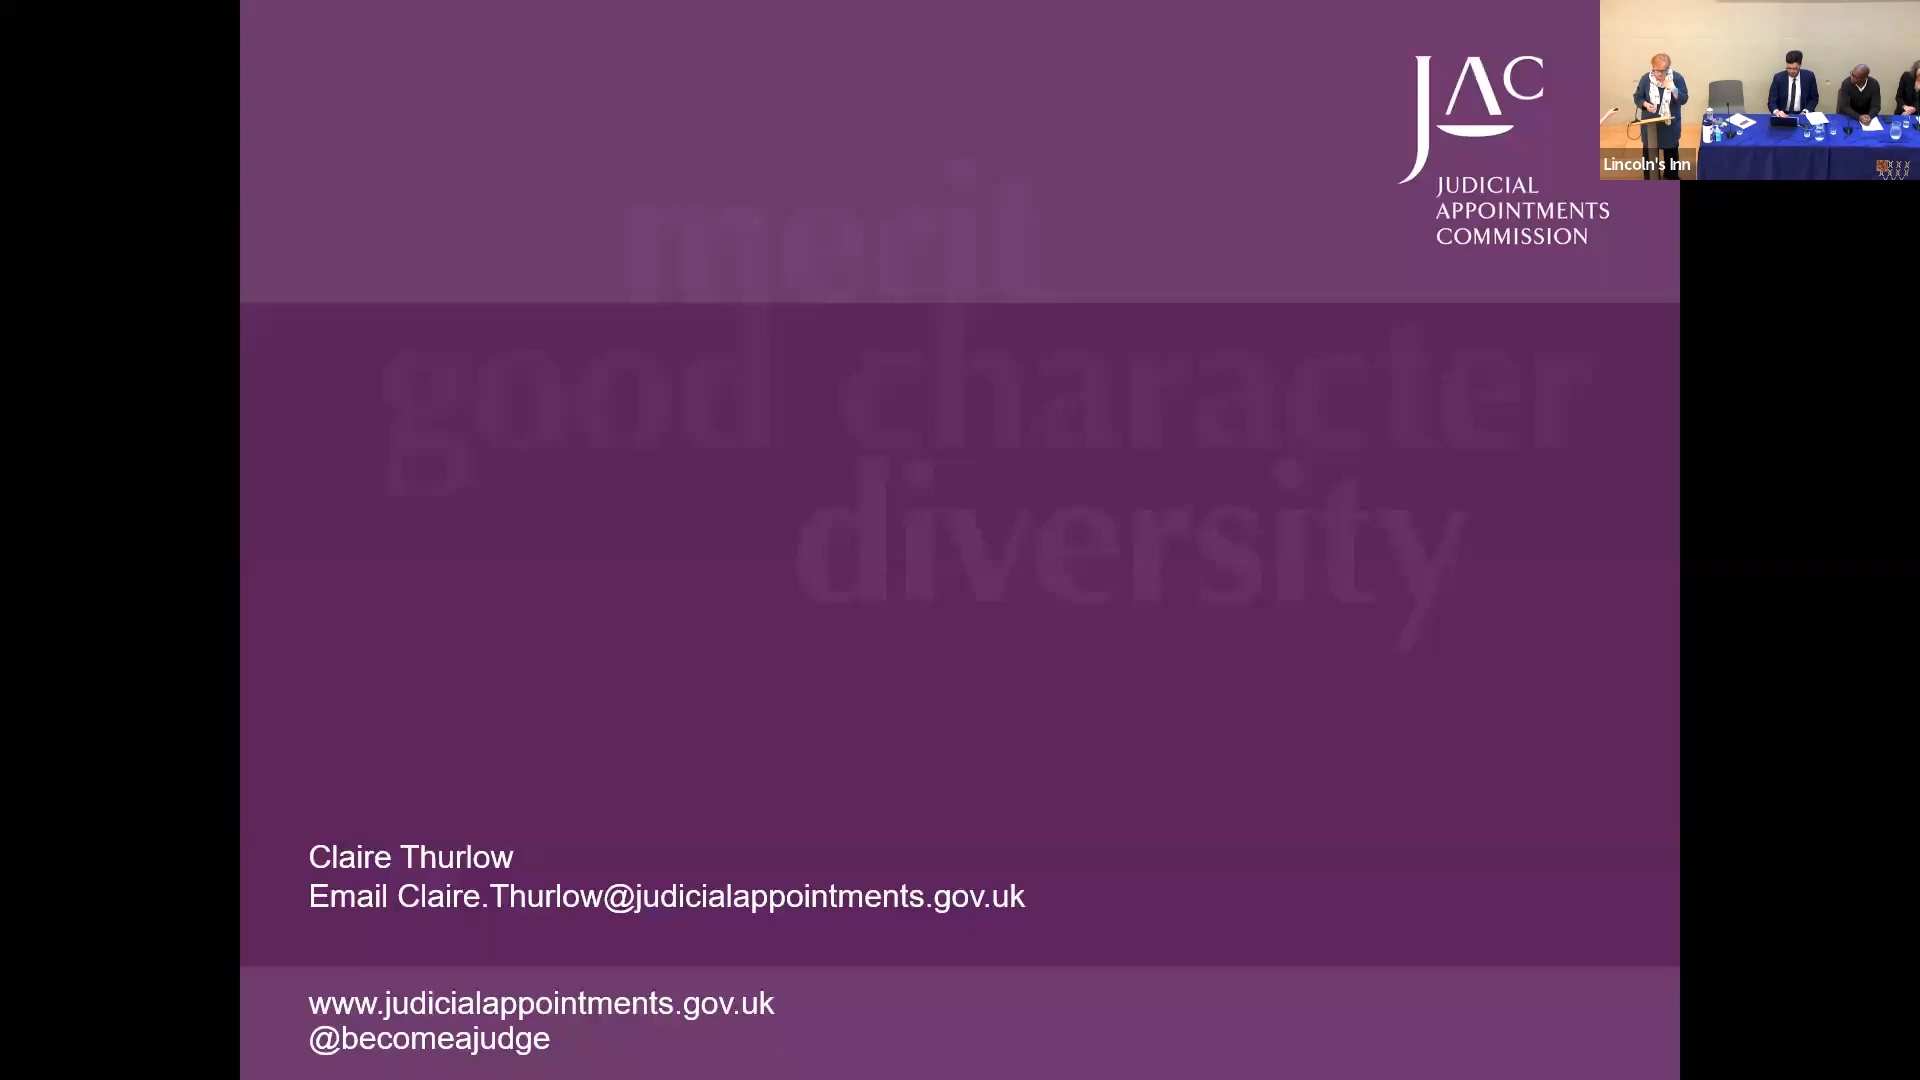 JAC
JUDICIAL
APPOINTMENTS
COMMISSION
Lincoln's Inn
merit
good character
diversity
Claire Thurlow
Email Claire.Thurlow@judicialappointments.gov.uk
www.judicialappointments.gov.uk
@becomeajudge